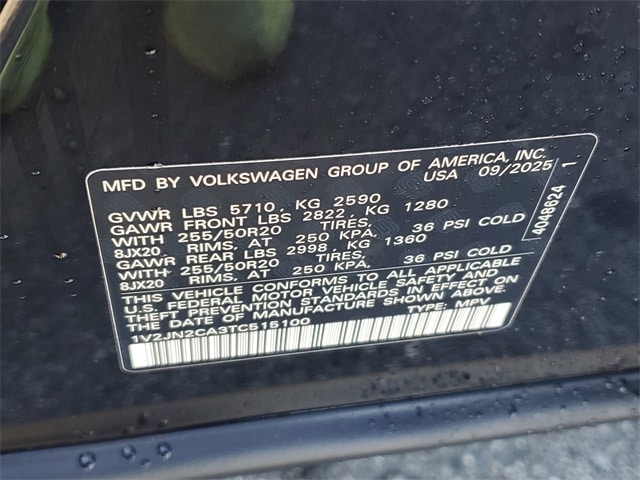 MFD BY VOLKSWAGEN GROUP OF AMERICA, INC.
USA 09/2025
GVWR LBS 5710, KG 2590
GAWR FRONT LBS 2822, KG 1280
WITH 255/50R20 TIRES,
8JX20 RIMS, AT 250 KPA, 36 PSI COLD
GAWR REAR LBS 2998, KG 1360
WITH 255/50R20 TIRES,
8JX20 RIMS, AT 250 KPA, 36 PSI COLD
THIS VEHICLE CONFORMS TO ALL APPLICABLE
U.S. FEDERAL MOTOR VEHICLE SAFETY AND
THEFT PREVENTION STANDARDS IN EFFECT ON
THE DATE OF MANUFACTURE SHOWN ABOVE.
1V2JN2CA3TC515100 TYPE: MPV
4048624 1